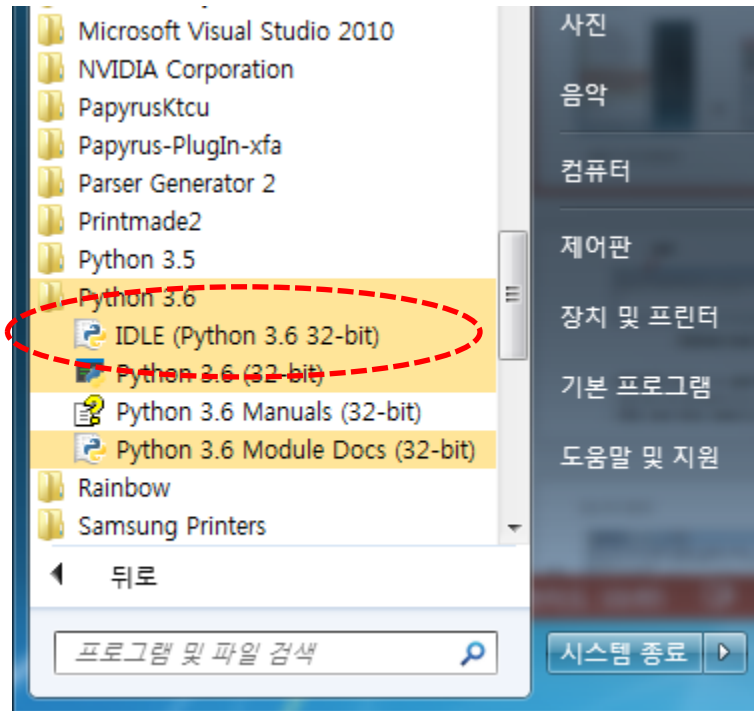 Microsoft Visual Studio 2010
NVIDIA Corporation
PapyrusKtcu
Papyrus-PlugIn-xfa
Parser Generator 2
Printmade2
Python 3.5
Python 3.6
IDLE (Python 3.6 32-bit)
Python 3.6 (32-bit)
Python 3.6 Manuals (32-bit)
Python 3.6 Module Docs (32-bit)
Rainbow
Samsung Printers
뒤로
프로그램 및 파일 검색
사진
음악
컴퓨터
제어판
장치 및 프린터
기본 프로그램
도움말 및 지원
시스템 종료